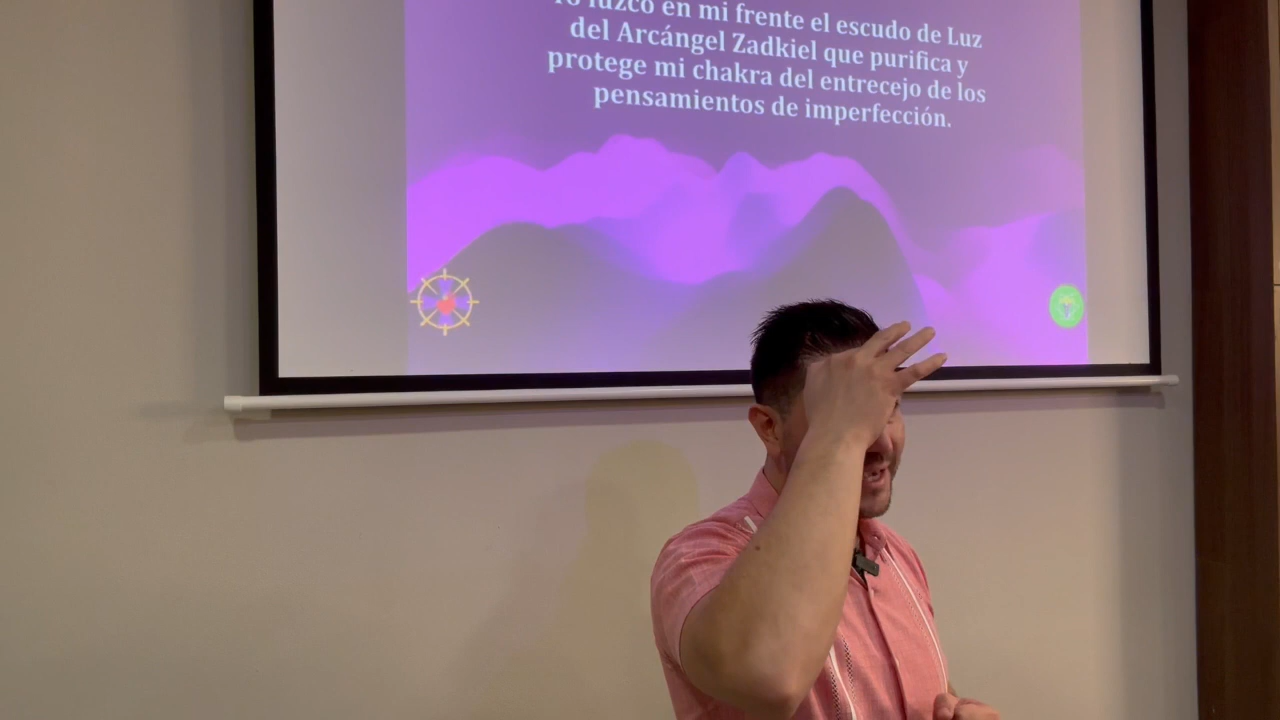 Yo luzco en mi frente el escudo de Luz
del Arcángel Zadkiel que purifica y
protege mi chakra del entrecejo de los
pensamientos de imperfección.